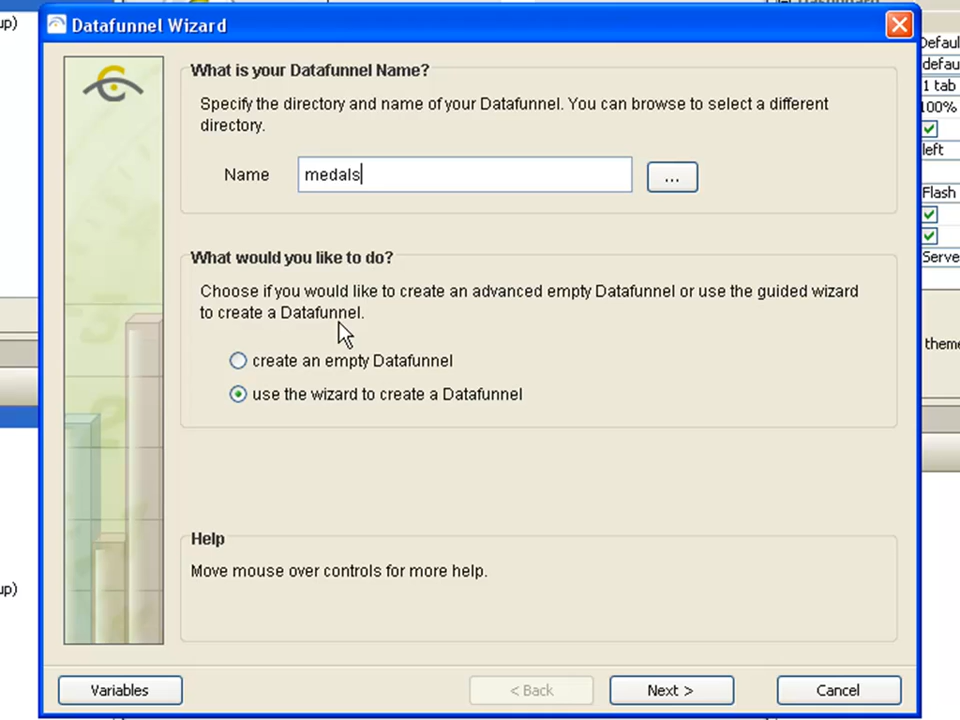 up)
Datafunnel Wizard
What is your Datafunnel Name?
Specify the directory and name of your Datafunnel. You can browse to select a different
directory.
Name medals ...
What would you like to do?
Choose if you would like to create an advanced empty Datafunnel or use the guided wizard
to create a Datafunnel.
create an empty Datafunnel
use the wizard to create a Datafunnel
Help
Move mouse over controls for more help.
Variables < Back Next > Cancel
up)
Defaul
defau
1 tab
100%
left
Flash
Serve
theme